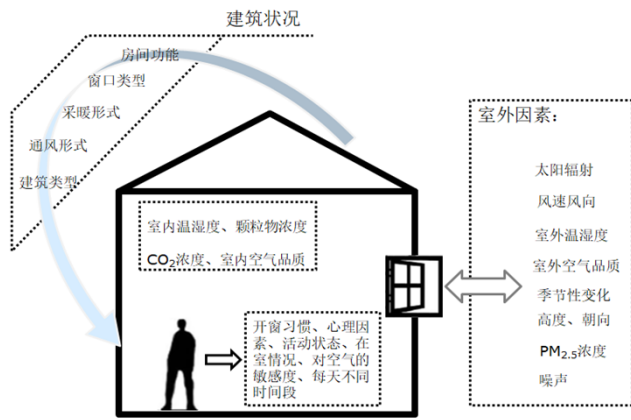 建筑状况
房间功能
窗口类型
采暖形式
通风形式
建筑类型
室内温湿度、颗粒物浓度
CO₂浓度、室内空气品质
开窗习惯、心理因
素、活动状态、在
室情况、对空气的
敏感度、每天不同
时间段
室外因素：
太阳辐射
风速风向
室外温湿度
室外空气品质
季节性变化
高度、朝向
PM₂.₅浓度
噪声